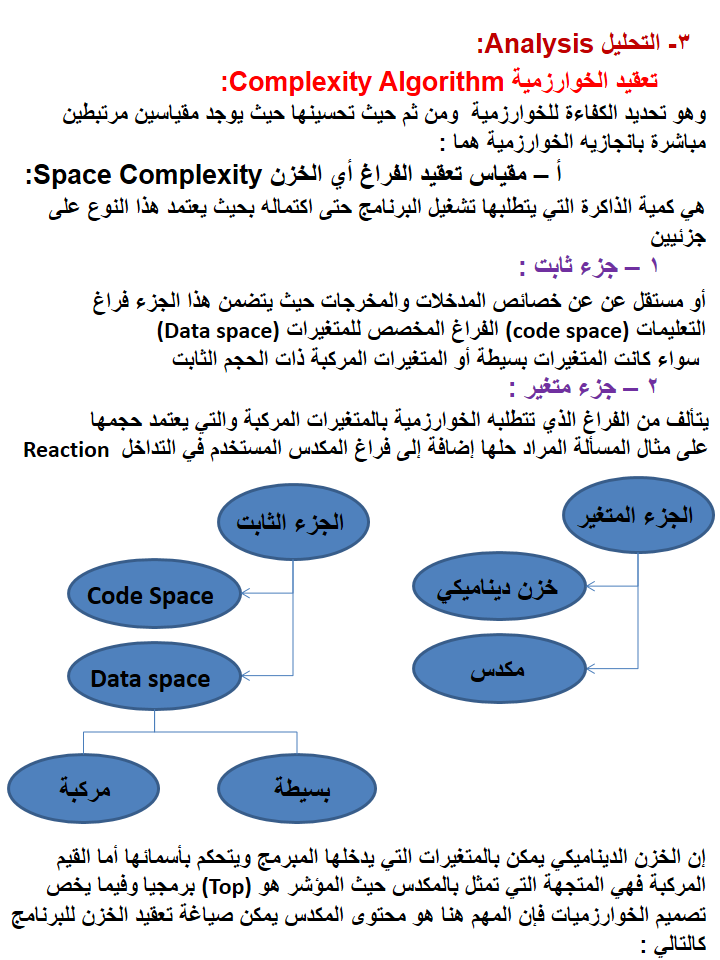 ٣- التحليل Analysis:
تعقيد الخوارزمية Complexity Algorithm:
وهو تحديد الكفاءة للخوارزمية ومن ثم حيث تحسينها حيث يوجد مقياسين مرتبطين
مباشرة بانجازيه الخوارزمية هما :
أ – مقياس تعقيد الفراغ أي الخزن Space Complexity:
هي كمية الذاكرة التي يتطلبها تشغيل البرنامج حتى اكتماله بحيث يعتمد هذا النوع على
جزئيين
١ – جزء ثابت :
أو مستقل عن عن خصائص المدخلات والمخرجات حيث يتضمن هذا الجزء فراغ
التعليمات (code space) الفراغ المخصص للمتغيرات (Data space)
سواء كانت المتغيرات بسيطة أو المتغيرات المركبة ذات الحجم الثابت
٢ – جزء متغير :
يتألف من الفراغ الذي تتطلبه الخوارزمية بالمتغيرات المركبة والتي يعتمد حجمها
على مثال المسألة المراد حلها إضافة إلى فراغ المكدس المستخدم في التداخل Reaction
الجزء المتغير
خزن ديناميكي
مكدس
الجزء الثابت
Code Space
Data space
بسيطة
مركبة
إن الخزن الديناميكي يمكن بالمتغيرات التي يدخلها المبرمج ويتحكم بأسمائها أما القيم
المركبة فهي المتجهة التي تمثل بالمكدس حيث المؤشر هو (Top) برمجيا وفيما يخص
تصميم الخوارزميات فإن المهم هنا هو محتوى المكدس يمكن صياغة تعقيد الخزن للبرنامج
كالتالي :